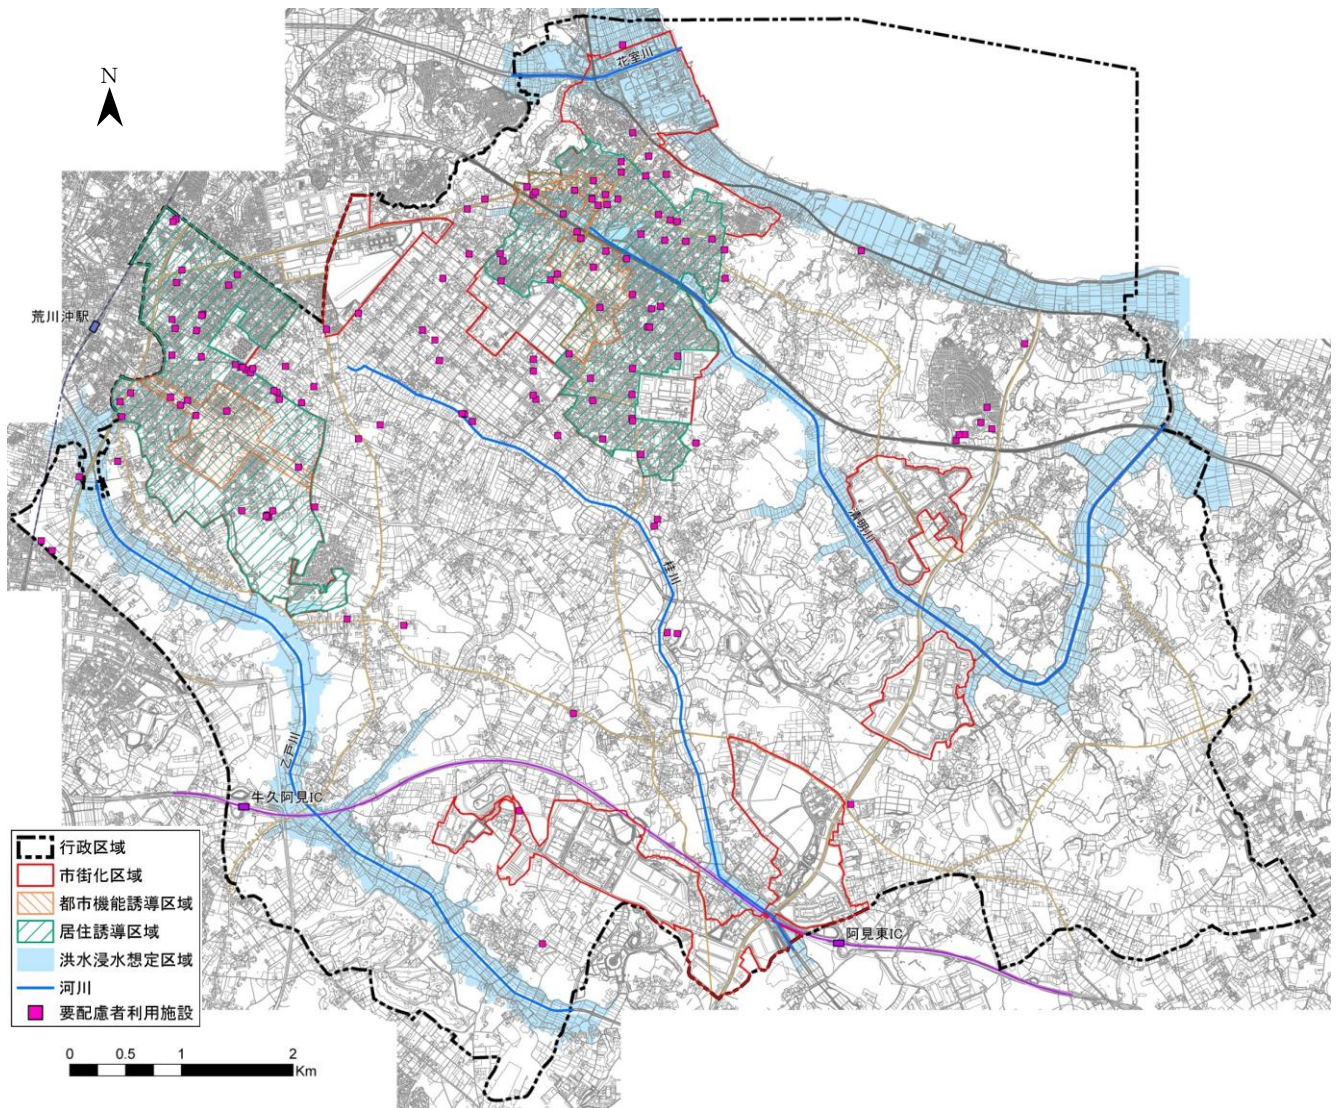 N
花室川
荒川沖駅
清明川
桂川
乙戸川
牛久阿見IC
阿見東IC
行政区域
市街化区域
都市機能誘導区域
居住誘導区域
洪水浸水想定区域
河川
要配慮者利用施設
0 0.5 1 2
Km